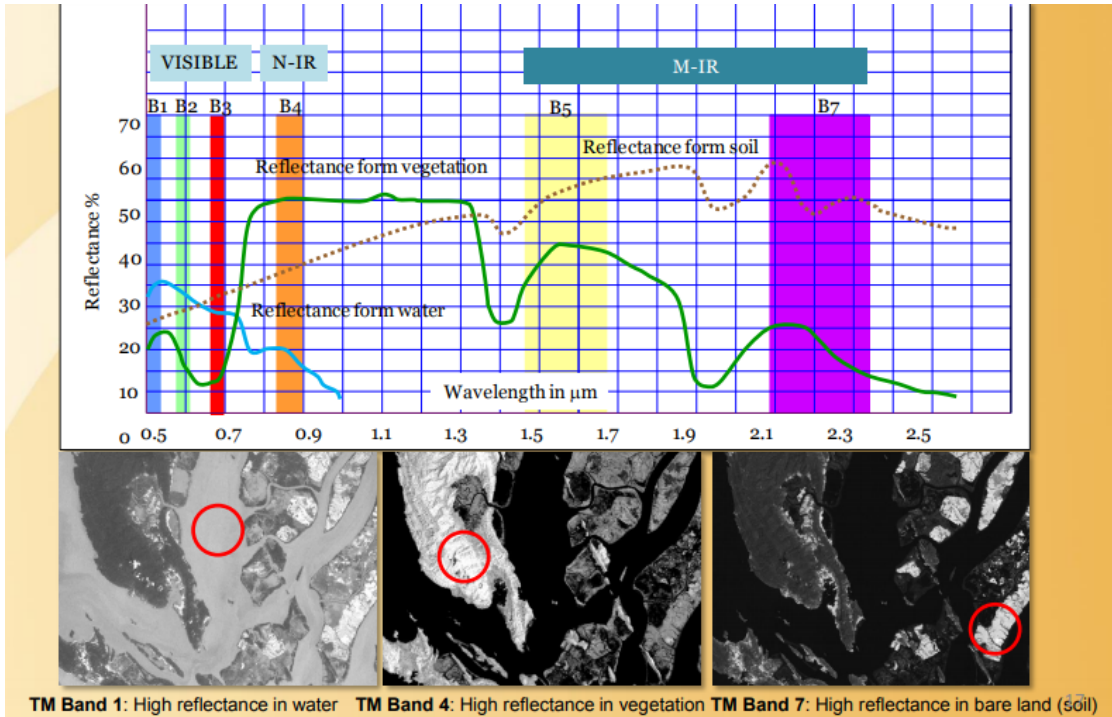 VISIBLE N-IR M-IR
B1 B2 B3 B4 B5 B7
70
Reflectance form soil
60
Reflectance form vegetation
50
Reflectance %
40
30
Reflectance form water
20
Wavelength in μm
10
0 0.5 0.7 0.9 1.1 1.3 1.5 1.7 1.9 2.1 2.3 2.5
TM Band 1: High reflectance in water TM Band 4: High reflectance in vegetation TM Band 7: High reflectance in bare land (soil)
17